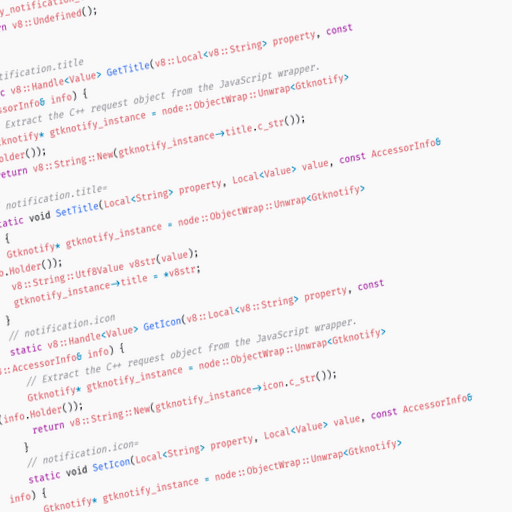 rn v8::Undefined();
tification.title
c v8::Handle<Value> GetTitle(v8::Local<v8::String> property, const
ssorInfo& info) {
Extract the C++ request object from the JavaScript wrapper.
tknotify* gtknotify_instance = node::ObjectWrap::Unwrap<Gtknotify>
older());
return v8::String::New(gtknotify_instance->title.c_str());
notification.title=
tatic void SetTitle(Local<String> property, Local<Value> value, const AccessorInfo&
{
Gtknotify* gtknotify_instance = node::ObjectWrap::Unwrap<Gtknotify>
o.Holder());
v8::String::Utf8Value v8str(value);
gtknotify_instance->title = *v8str;
}
// notification.icon
static v8::Handle<Value> GetIcon(v8::Local<v8::String> property, const
::AccessorInfo& info) {
// Extract the C++ request object from the JavaScript wrapper.
Gtknotify* gtknotify_instance = node::ObjectWrap::Unwrap<Gtknotify>
(info.Holder());
return v8::String::New(gtknotify_instance->icon.c_str());
}
// notification.icon=
static void SetIcon(Local<String> property, Local<Value> value, const AccessorInfo&
info) {
Gtknotify* gtknotify_instance = node::ObjectWrap::Unwrap<Gtknotify>